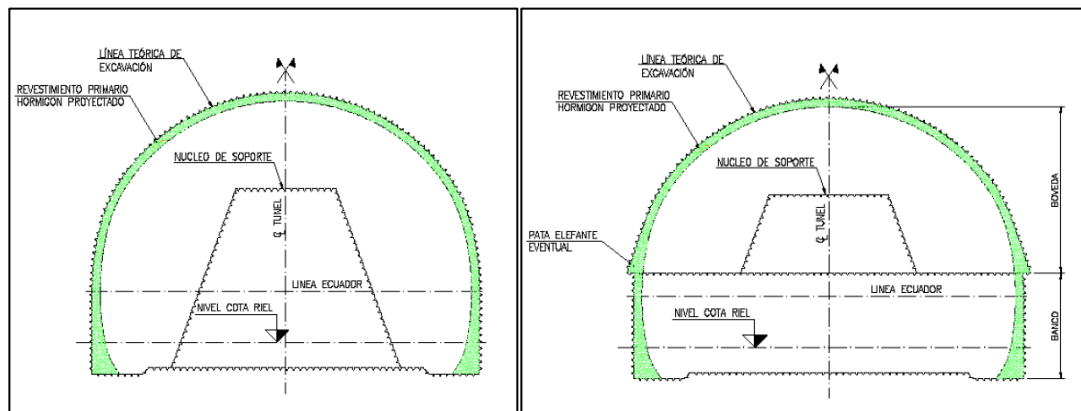 LÍNEA TEÓRICA DE
EXCAVACIÓN
REVESTIMIENTO PRIMARIO
HORMIGON PROYECTADO
NUCLEO DE SOPORTE
℄ TUNEL
LINEA ECUADOR
NIVEL COTA RIEL
LÍNEA TEÓRICA DE
EXCAVACIÓN
REVESTIMIENTO PRIMARIO
HORMIGON PROYECTADO
NUCLEO DE SOPORTE
℄ TUNEL
BOVEDA
PATA ELEFANTE
EVENTUAL
LINEA ECUADOR
NIVEL COTA RIEL
BANCO